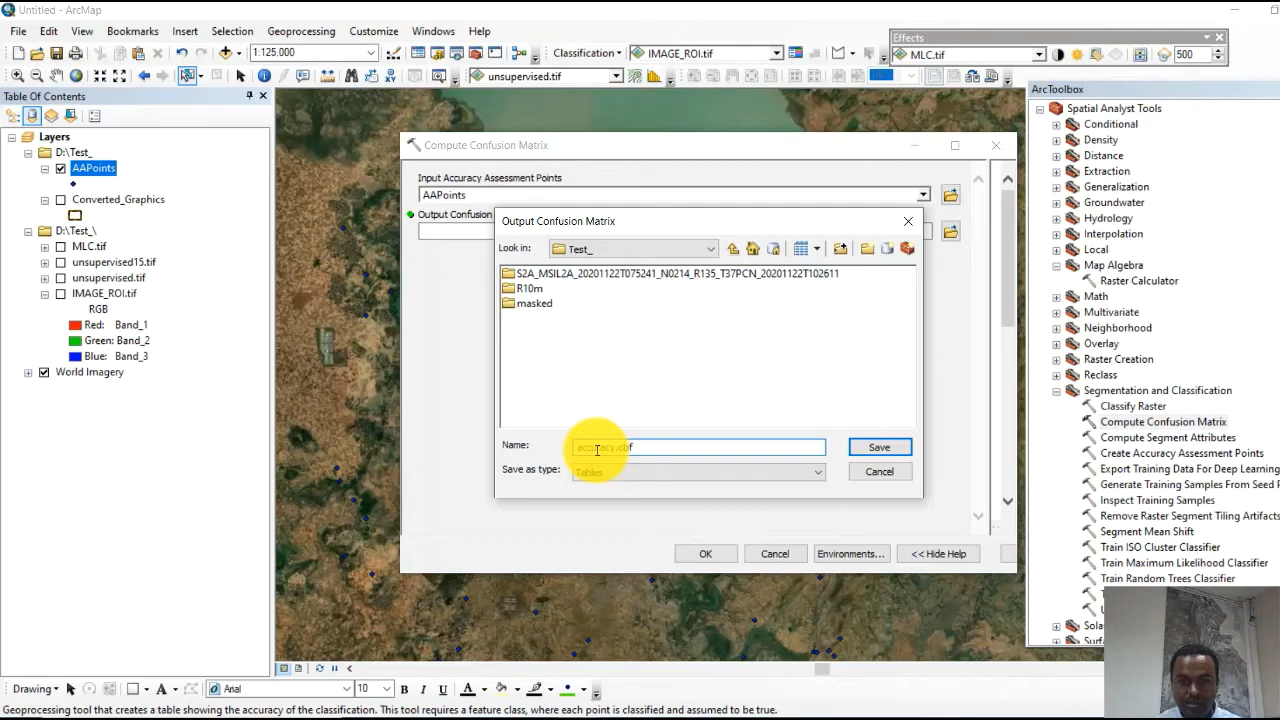 Untitled - ArcMap
File Edit View Bookmarks Insert Selection Geoprocessing Customize Windows Help
Effects
1:125,000
Classification
IMAGE_ROI.tif
MLC.tif
500
unsupervised.tif
Table Of Contents
Layers
D:\Test_
AAPoints
Converted_Graphics
D:\Test_\
MLC.tif
unsupervised15.tif
unsupervised.tif
IMAGE_ROI.tif
RGB
Red: Band_1
Green: Band_2
Blue: Band_3
World Imagery
Compute Confusion Matrix
Input Accuracy Assessment Points
AAPoints
Output Confusion
Output Confusion Matrix
Look in:
Test_
S2A_MSIL2A_20201122T075241_N0214_R135_T37PCN_20201122T102611
R10m
masked
Name:
accuracy.dbf
Save
Save as type:
Tables
Cancel
OK
Cancel
Environments...
<< Hide Help
ArcToolbox
Spatial Analyst Tools
Conditional
Density
Distance
Extraction
Generalization
Groundwater
Hydrology
Interpolation
Local
Map Algebra
Raster Calculator
Math
Multivariate
Neighborhood
Overlay
Raster Creation
Reclass
Segmentation and Classification
Classify Raster
Compute Confusion Matrix
Compute Segment Attributes
Create Accuracy Assessment Points
Export Training Data For Deep Learning
Generate Training Samples From Seed P
Inspect Training Samples
Remove Raster Segment Tiling Artifacts
Segment Mean Shift
Train ISO Cluster Classifier
Train Maximum Likelihood Classifier
Train Random Trees Classifier
Drawing
Arial
10
B I U
A
Geoprocessing tool that creates a table showing the accuracy of the classification. This tool requires a feature class, where each point is classified and assumed to be true.